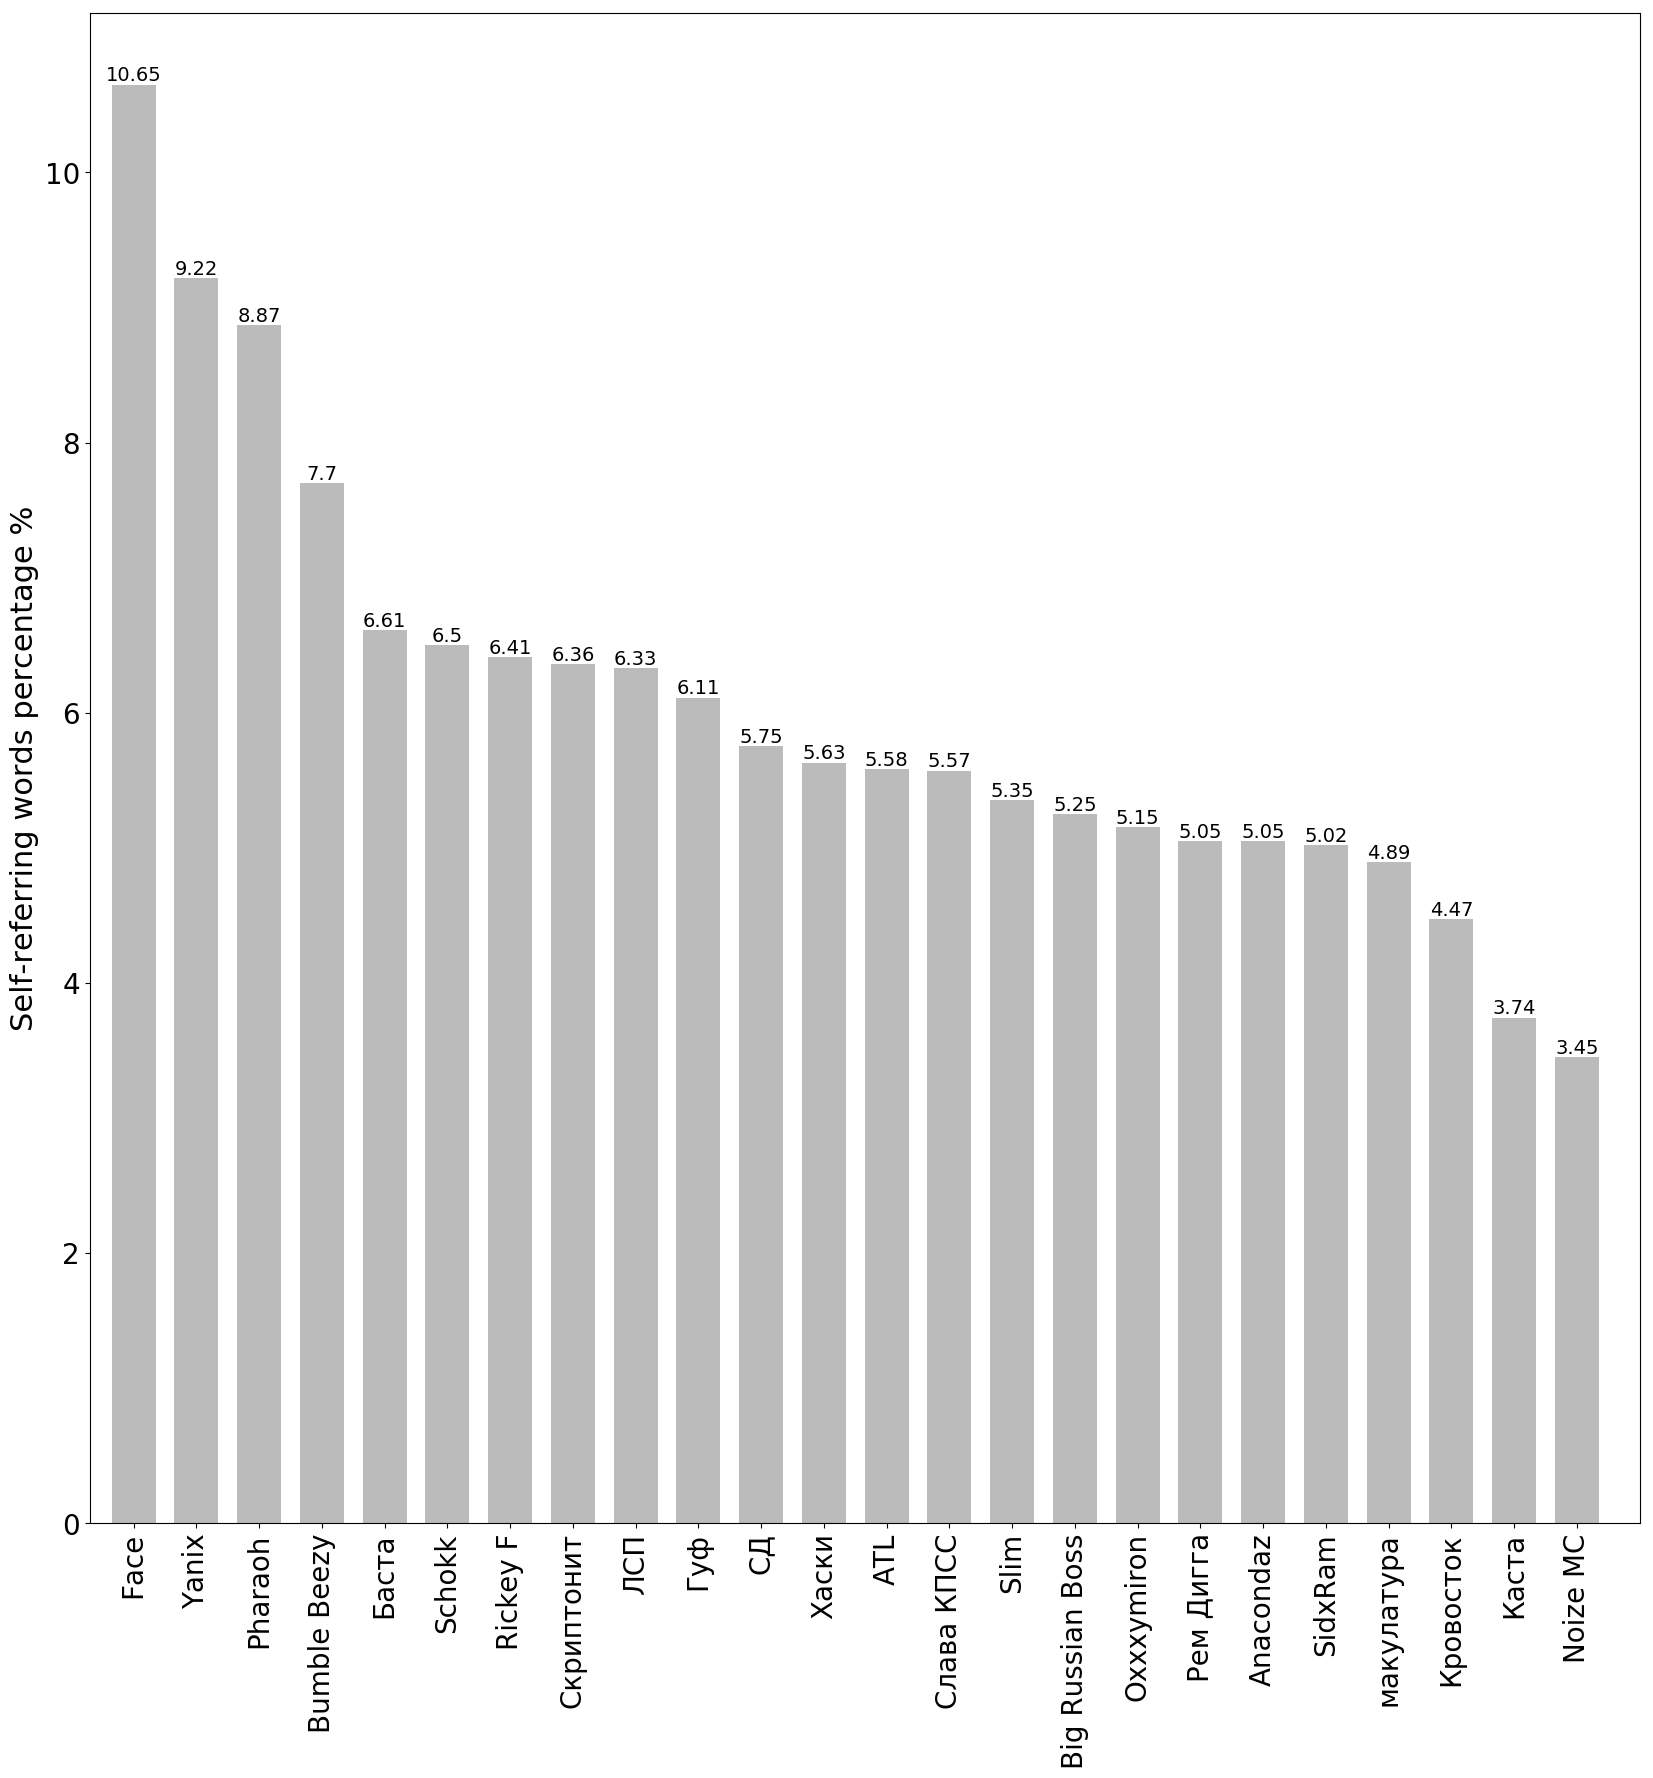 Self-referring words percentage %
10
8
6
4
2
0
10.65
9.22
8.87
7.7
6.61
6.5
6.41
6.36
6.33
6.11
5.75
5.63
5.58
5.57
5.35
5.25
5.15
5.05
5.05
5.02
4.89
4.47
3.74
3.45
Face
Yanix
Pharaoh
Bumble Beezy
Баста
Schokk
Rickey F
Скриптонит
ЛСП
Гуф
СД
Хаски
ATL
Слава КПСС
Slim
Big Russian Boss
Oxxxymiron
Рем Дигга
Anacondaz
SidxRam
макулатура
Кровосток
Каста
Noize MC